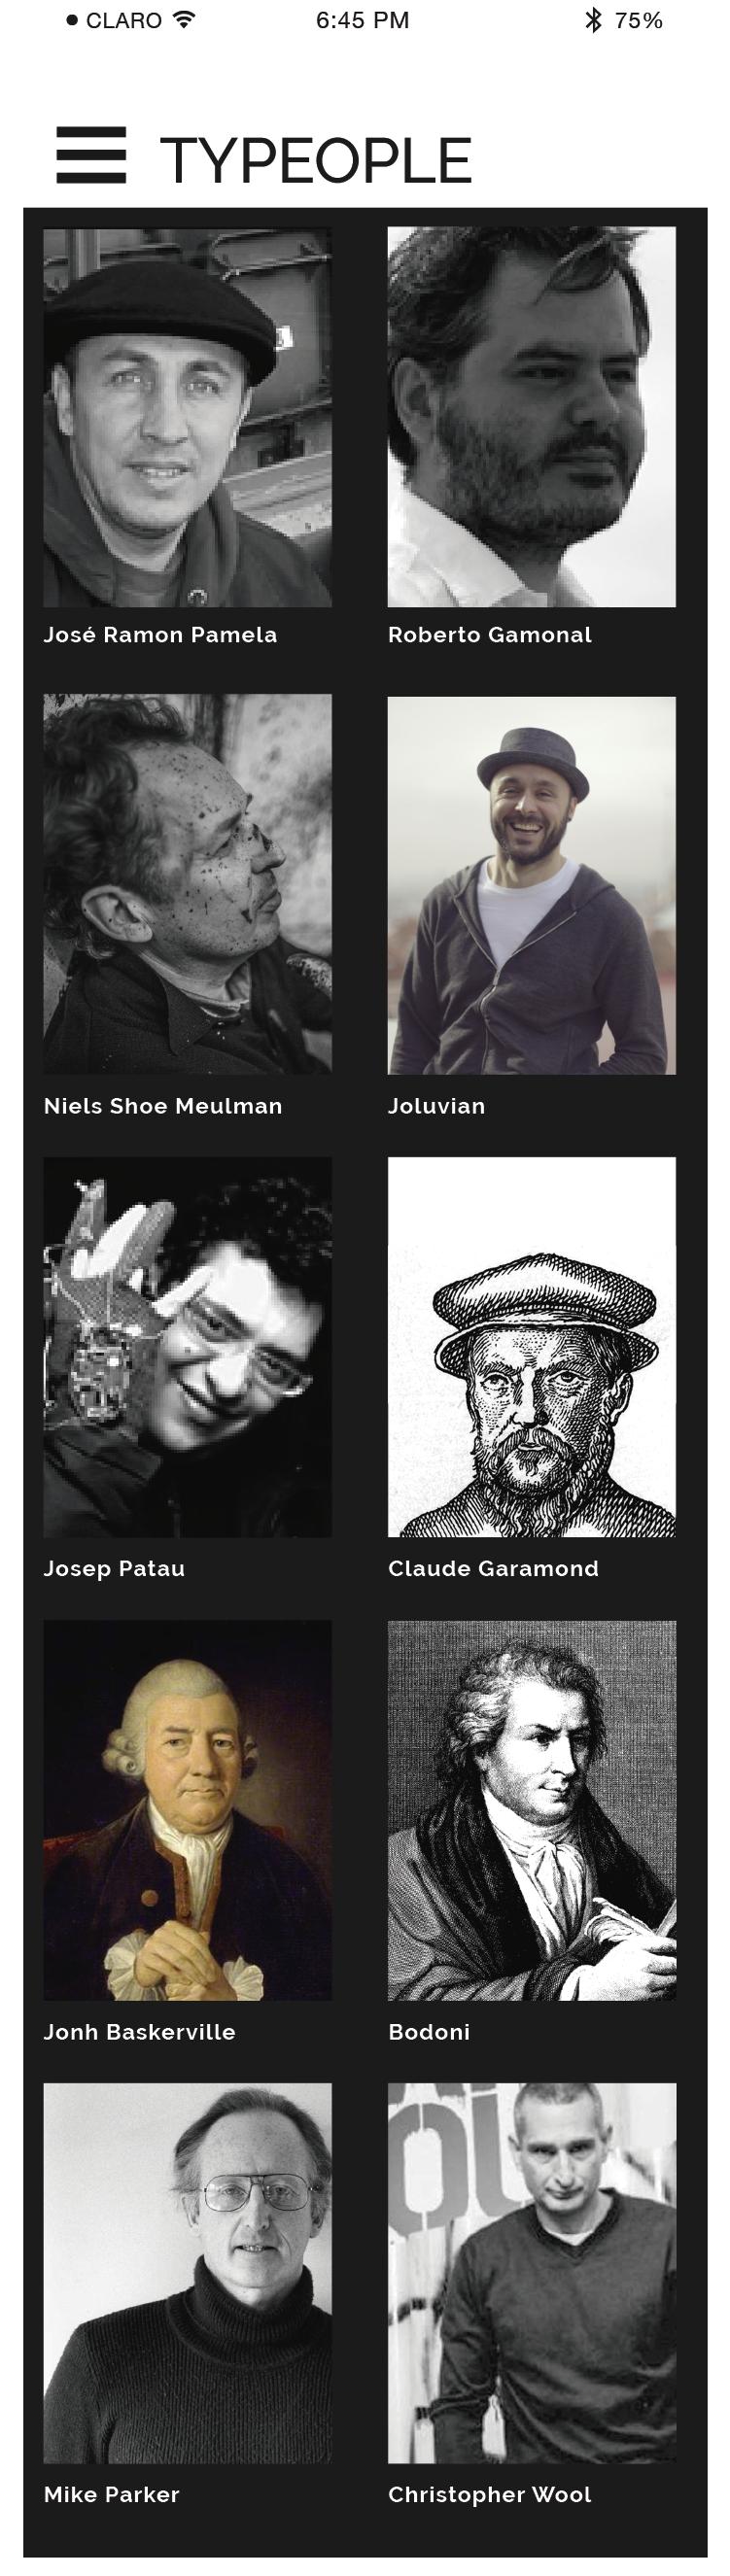 CLARO 6:45 PM 75%
TYPEOPLE
José Ramon Pamela Roberto Gamonal
Niels Shoe Meulman Joluvian
Josep Patau Claude Garamond
Jonh Baskerville Bodoni
Mike Parker Christopher Wool